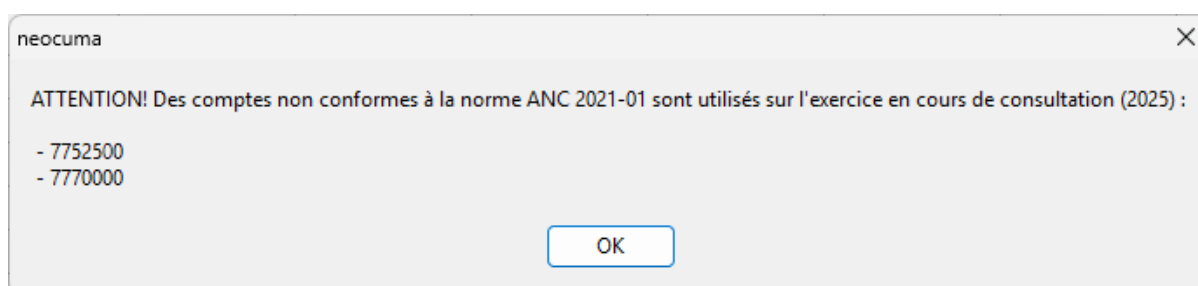 neocuma
ATTENTION! Des comptes non conformes à la norme ANC 2021-01 sont utilisés sur l'exercice en cours de consultation (2025) :
- 7752500
- 7770000
OK